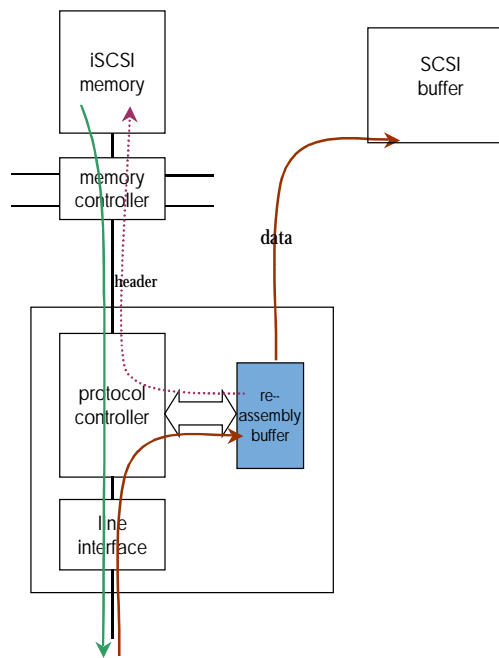 iSCSI
memory
SCSI
buffer
memory
controller
data
header
protocol
controller
re--
assembly
buffer
line
interface